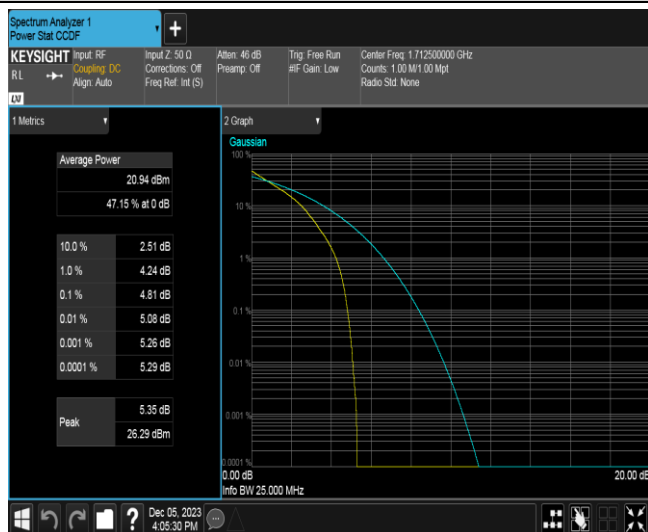 Spectrum Analyzer 1
Power Stat CCDF
+
KEYSIGHT
RL
LXI
Input: RF
Coupling: DC
Align: Auto
Input Z: 50 Ω
Corrections: Off
Freq Ref: Int (S)
Atten: 46 dB
Preamp: Off
Trig: Free Run
#IF Gain: Low
Center Freq: 1.712500000 GHz
Counts: 1.00 M/1.00 Mpt
Radio Std: None
1 Metrics
Average Power
20.94 dBm
47.15 % at 0 dB
10.0 % 2.51 dB
1.0 % 4.24 dB
0.1 % 4.81 dB
0.01 % 5.08 dB
0.001 % 5.26 dB
0.0001 % 5.29 dB
Peak
5.35 dB
26.29 dBm
2 Graph
Gaussian
100 %
10 %
1 %
0.1 %
0.01 %
0.001 %
0.0001 %
0.00 dB
20.00 dB
Info BW 25.000 MHz
?
Dec 05, 2023
4:05:30 PM